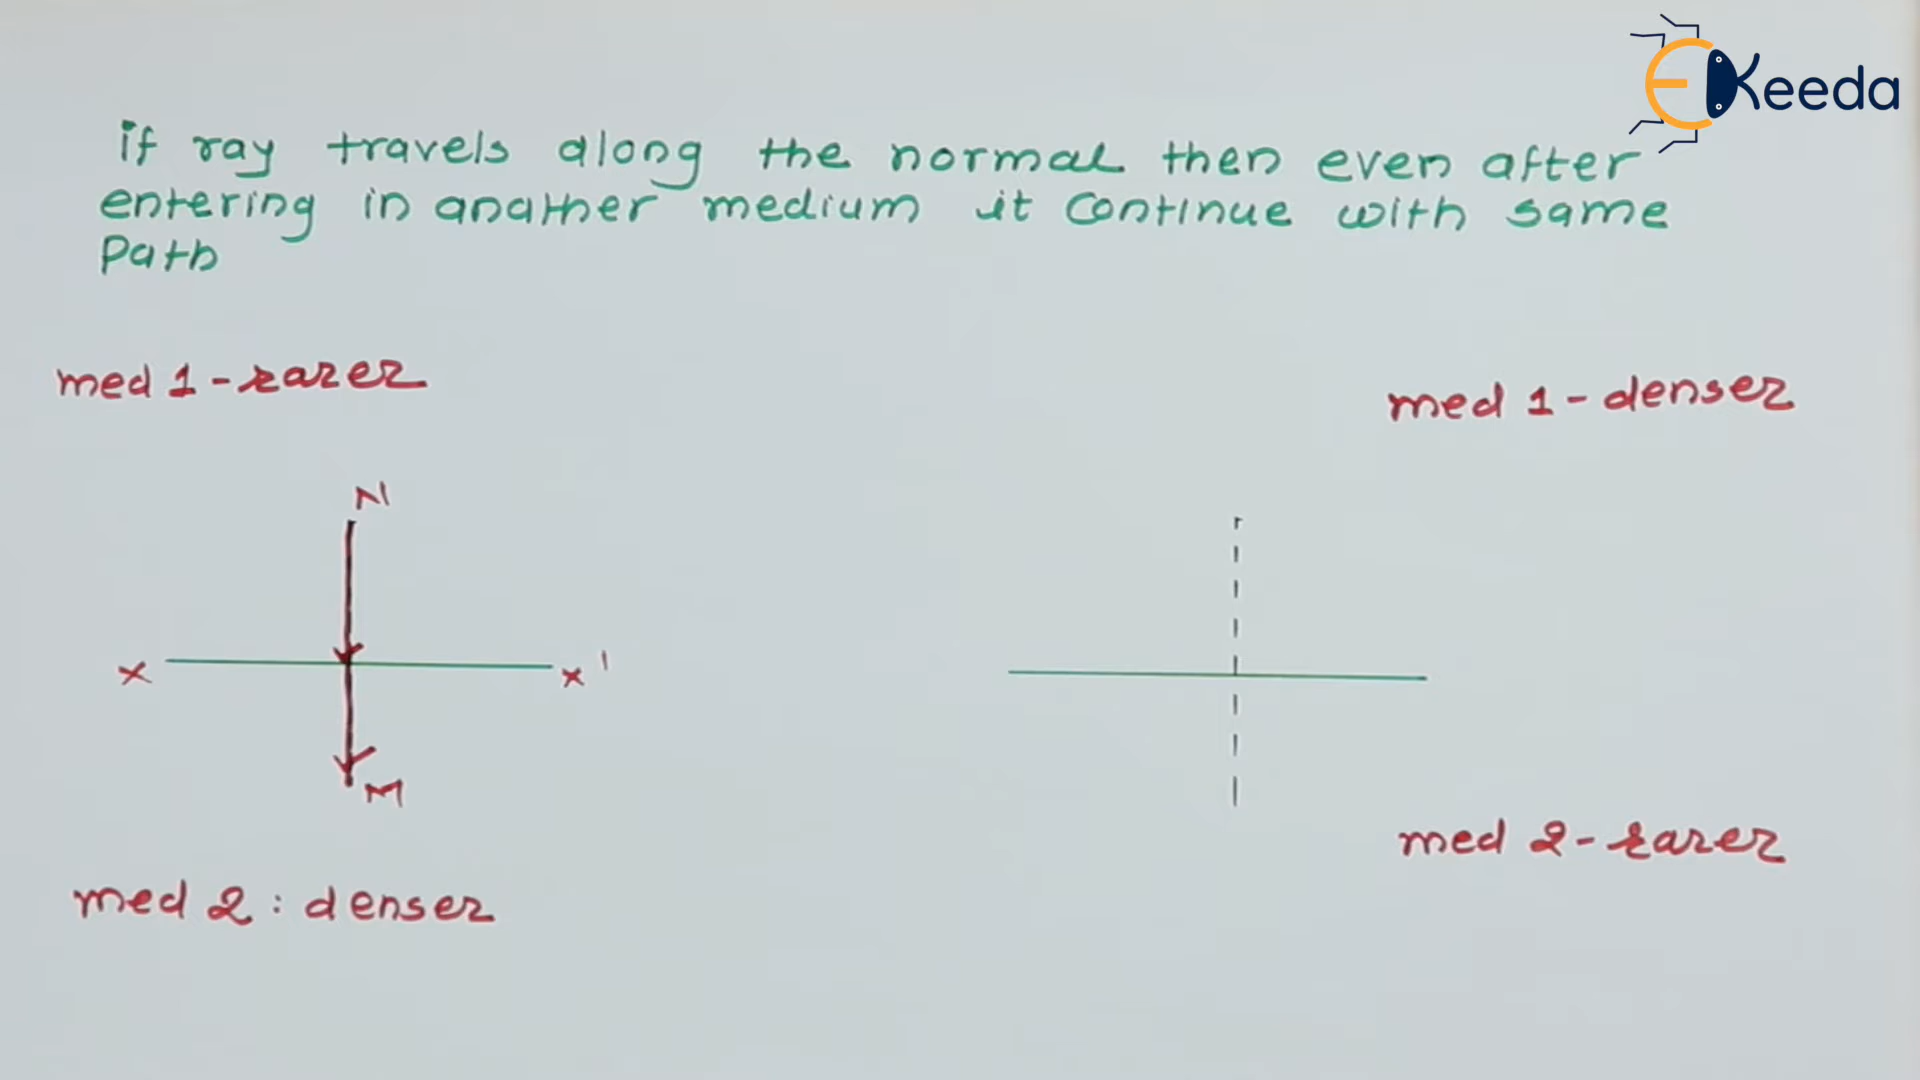 EKeeda
if ray travels along the normal then even after
entering in another medium it continue with same
Path
med 1 - rarer
med 1 - denser
N
X
X'
M
med 2 - rarer
med 2 : denser